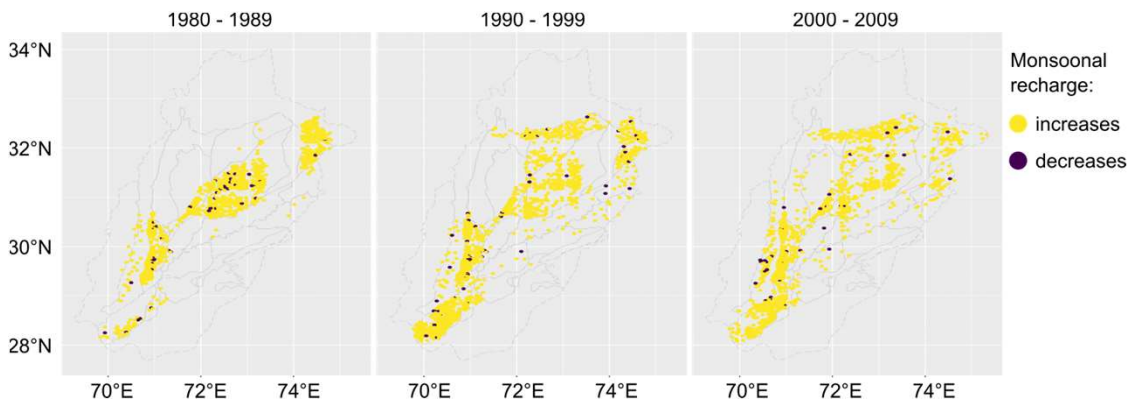 1980 - 1989
1990 - 1999
2000 - 2009
34°N
32°N
30°N
28°N
70°E 72°E 74°E
70°E 72°E 74°E
70°E 72°E 74°E
Monsoonal
recharge:
increases
decreases